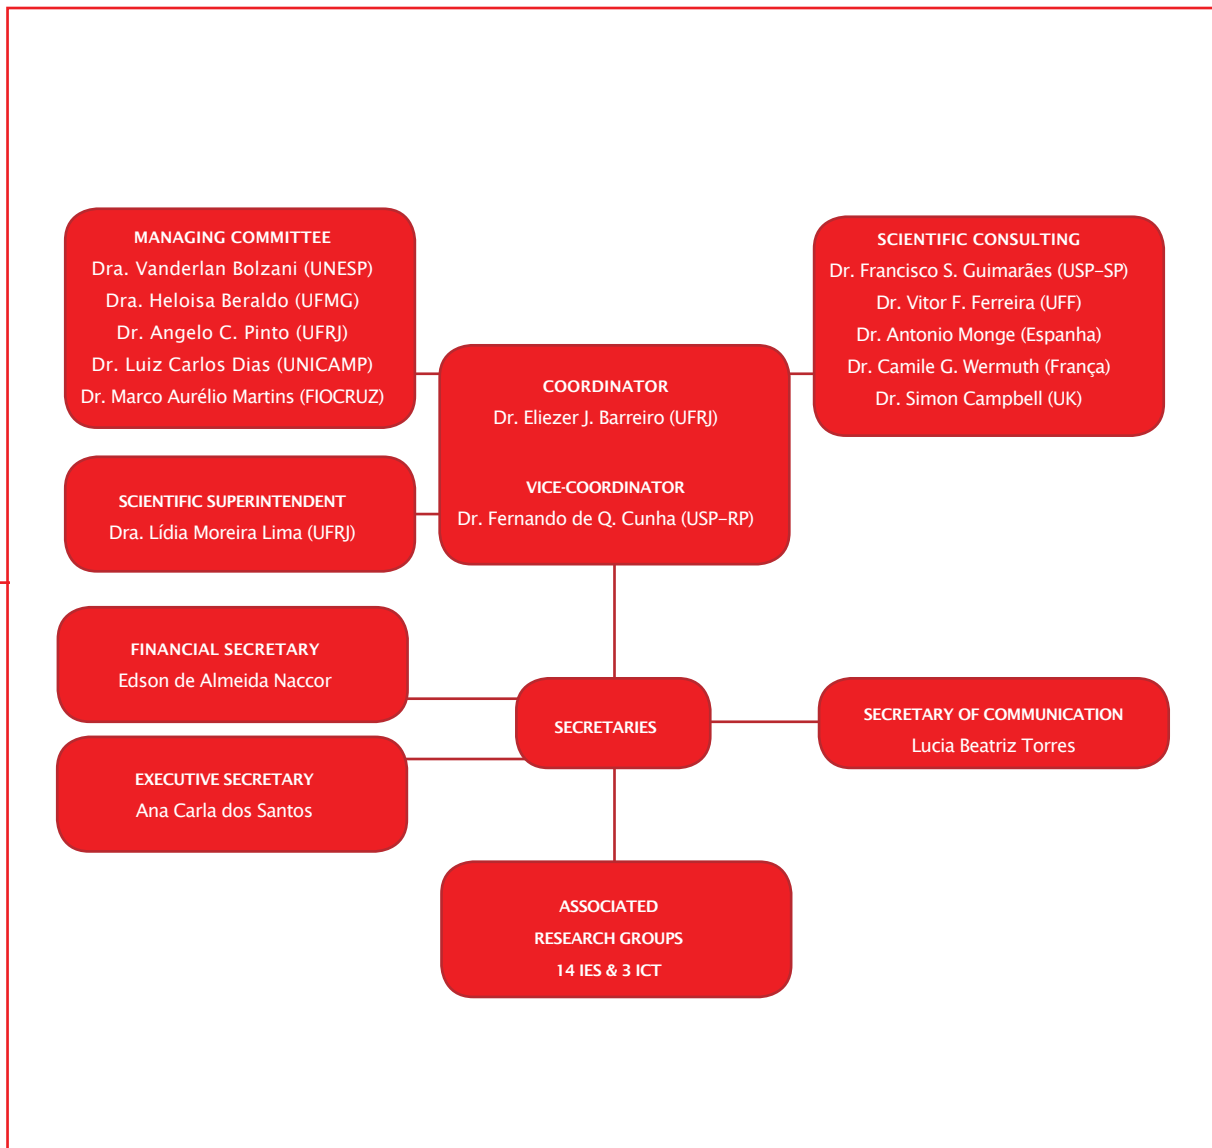 MANAGING COMMITTEE
Dra. Vanderlan Bolzani (UNESP)
Dra. Heloisa Beraldo (UFMG)
Dr. Angelo C. Pinto (UFRJ)
Dr. Luiz Carlos Dias (UNICAMP)
Dr. Marco Aurélio Martins (FIOCRUZ)
SCIENTIFIC CONSULTING
Dr. Francisco S. Guimarães (USP–SP)
Dr. Vitor F. Ferreira (UFF)
Dr. Antonio Monge (Espanha)
Dr. Camile G. Wermuth (França)
Dr. Simon Campbell (UK)
COORDINATOR
Dr. Eliezer J. Barreiro (UFRJ)
VICE-COORDINATOR
Dr. Fernando de Q. Cunha (USP–RP)
SCIENTIFIC SUPERINTENDENT
Dra. Lídia Moreira Lima (UFRJ)
FINANCIAL SECRETARY
Edson de Almeida Naccor
SECRETARIES
SECRETARY OF COMMUNICATION
Lucia Beatriz Torres
EXECUTIVE SECRETARY
Ana Carla dos Santos
ASSOCIATED
RESEARCH GROUPS
14 IES & 3 ICT